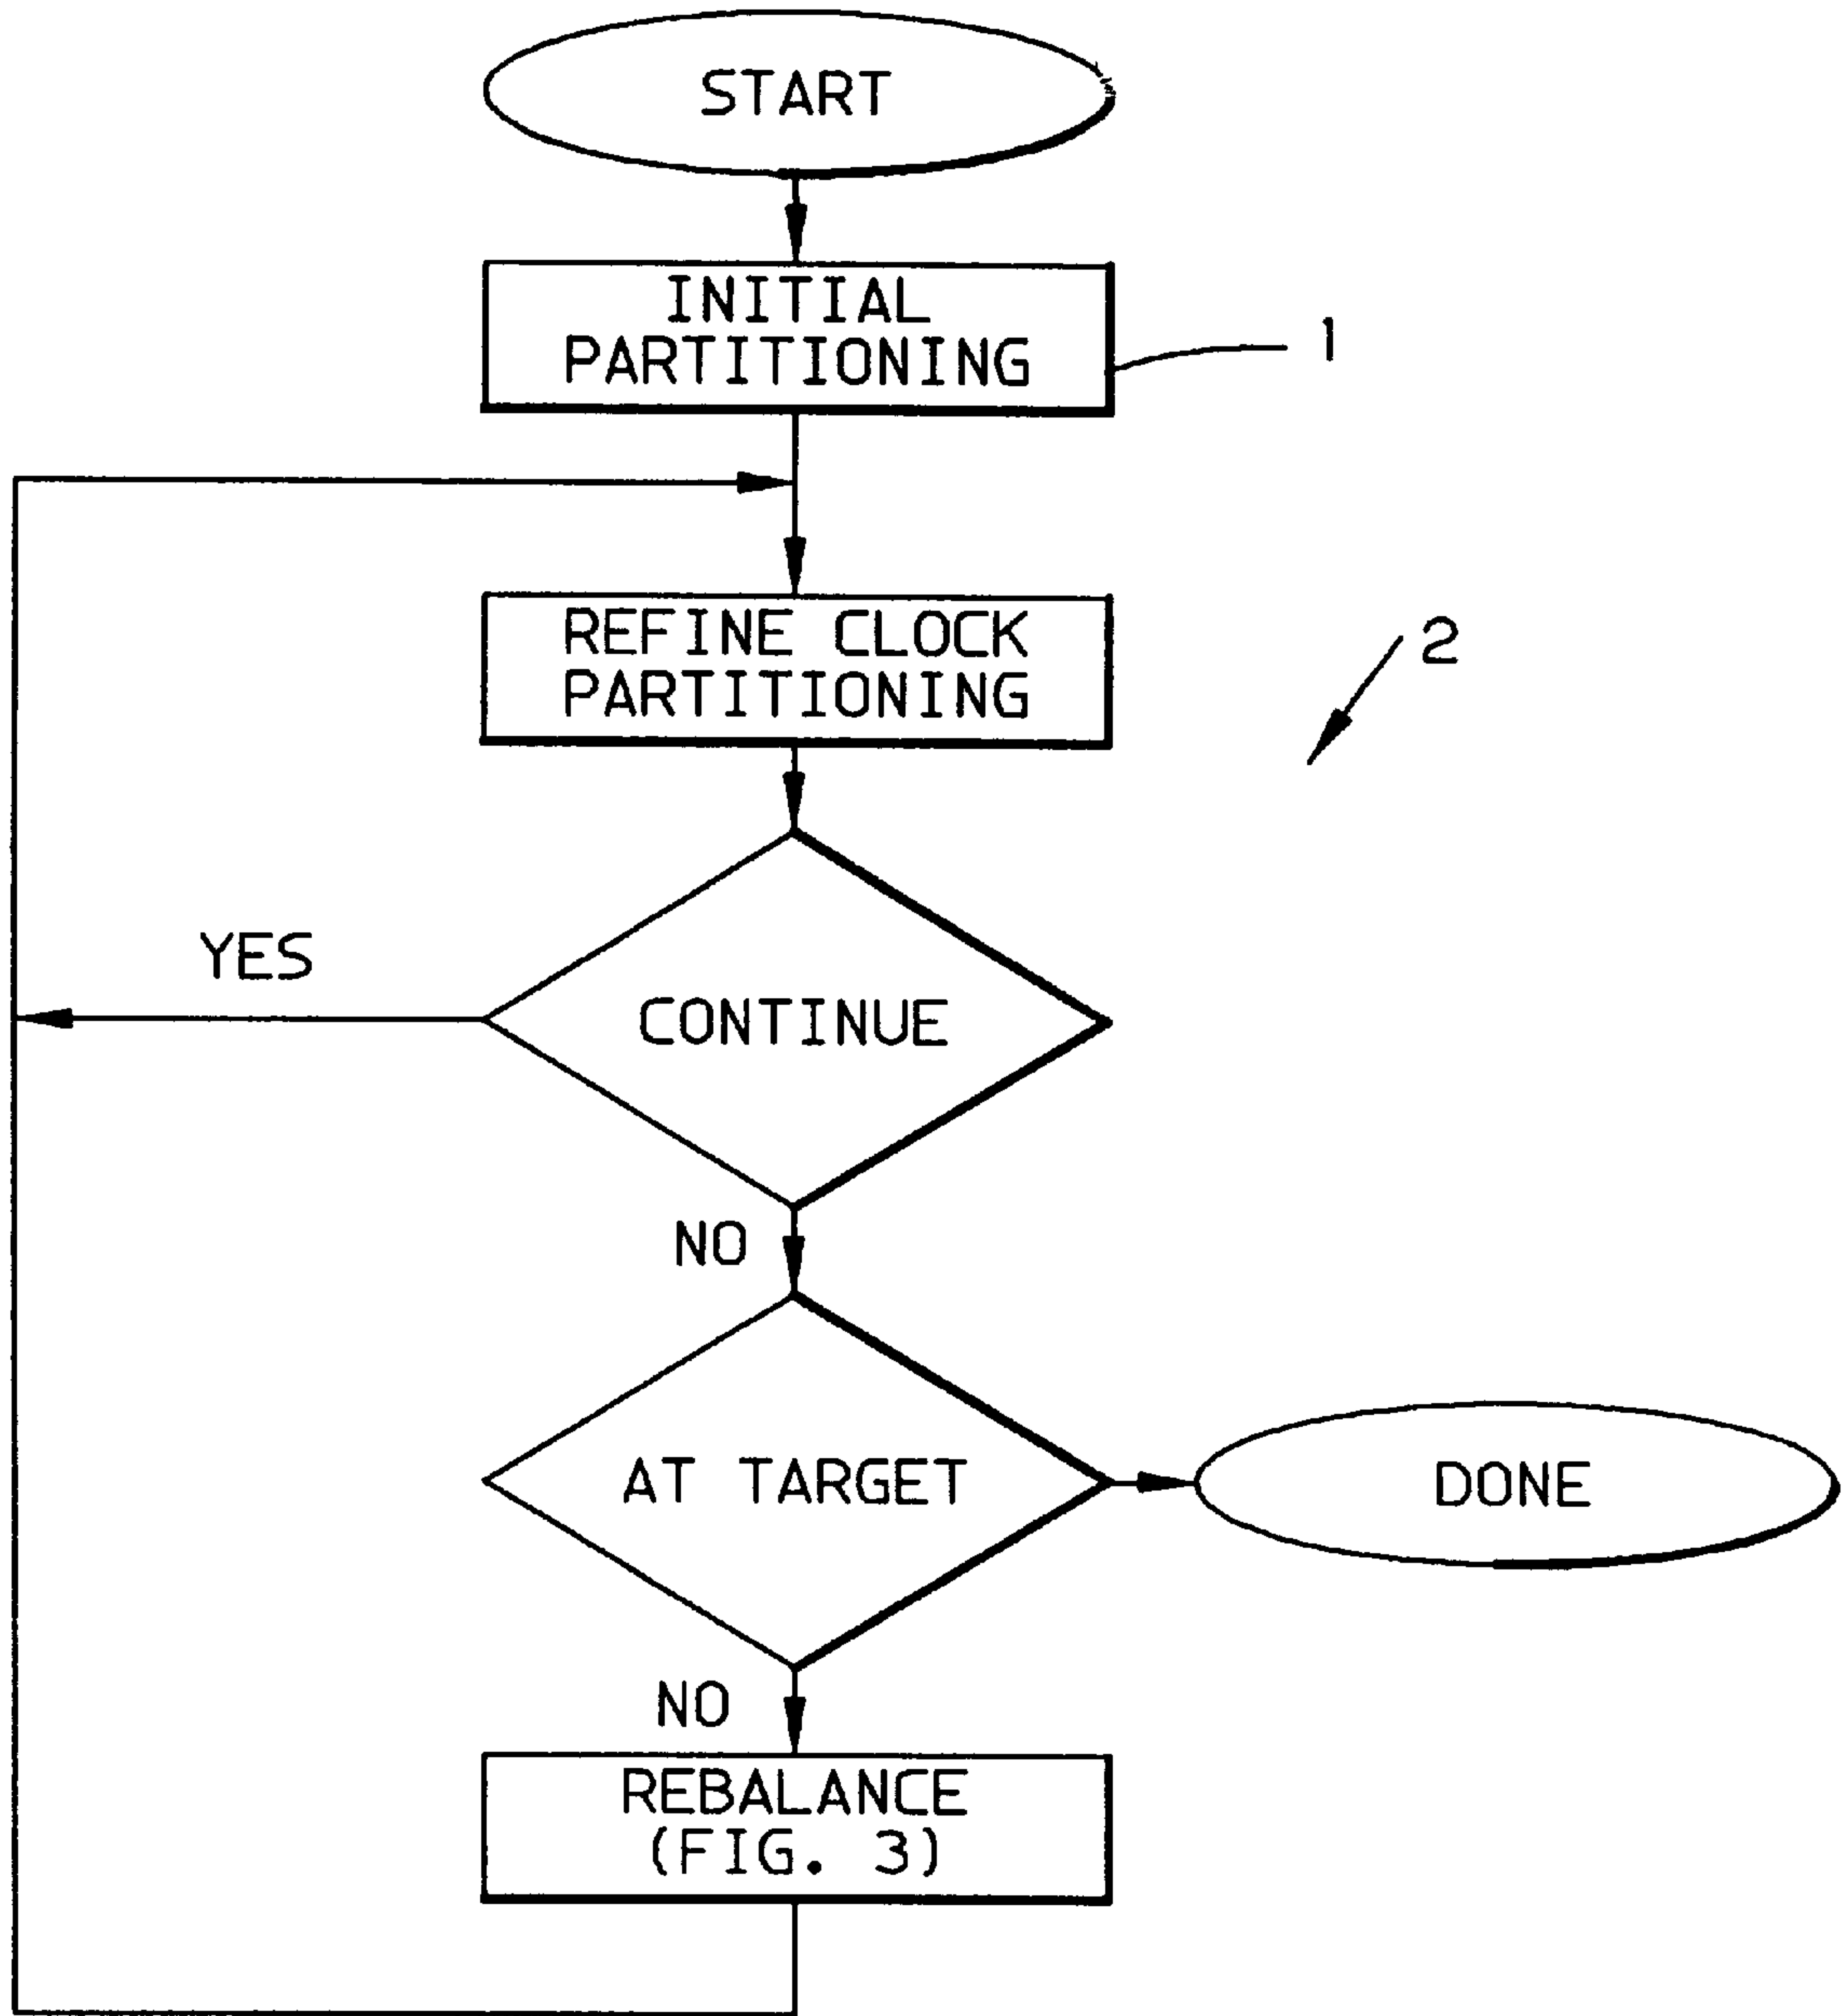 START
INITIAL
PARTITIONING
1
REFINE CLOCK
PARTITIONING
2
YES
CONTINUE
NO
AT TARGET
DONE
NO
REBALANCE
(FIG. 3)